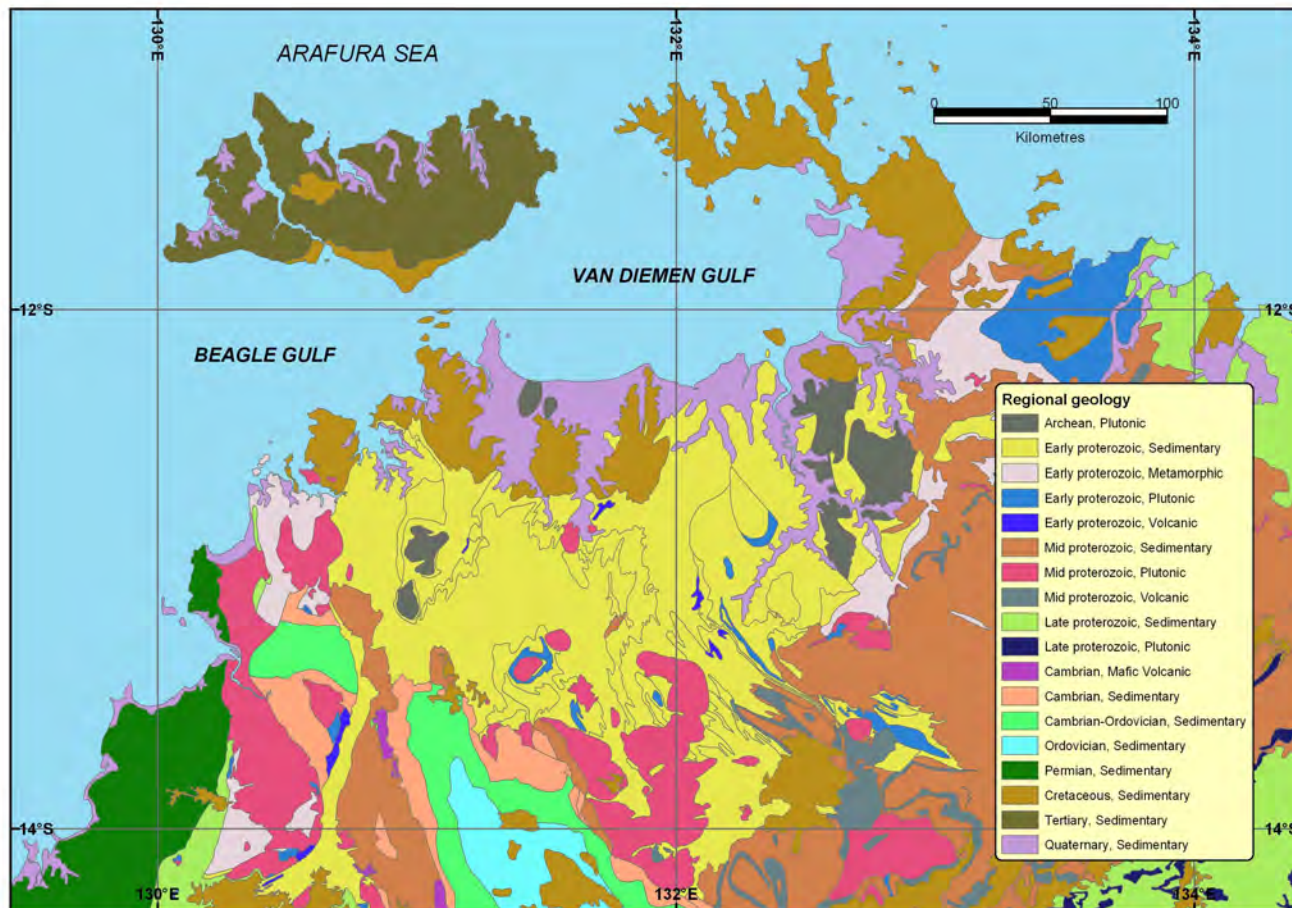 130°E
132°E
134°E
ARAFURA SEA
0 50 100
Kilometres
VAN DIEMEN GULF
12°S
12°S
BEAGLE GULF
Regional geology
Archean, Plutonic
Early proterozoic, Sedimentary
Early proterozoic, Metamorphic
Early proterozoic, Plutonic
Early proterozoic, Volcanic
Mid proterozoic, Sedimentary
Mid proterozoic, Plutonic
Mid proterozoic, Volcanic
Late proterozoic, Sedimentary
Late proterozoic, Plutonic
Cambrian, Mafic Volcanic
Cambrian, Sedimentary
Cambrian-Ordovician, Sedimentary
Ordovician, Sedimentary
Permian, Sedimentary
Cretaceous, Sedimentary
Tertiary, Sedimentary
Quaternary, Sedimentary
14°S
14°S
130°E
132°E
134°E